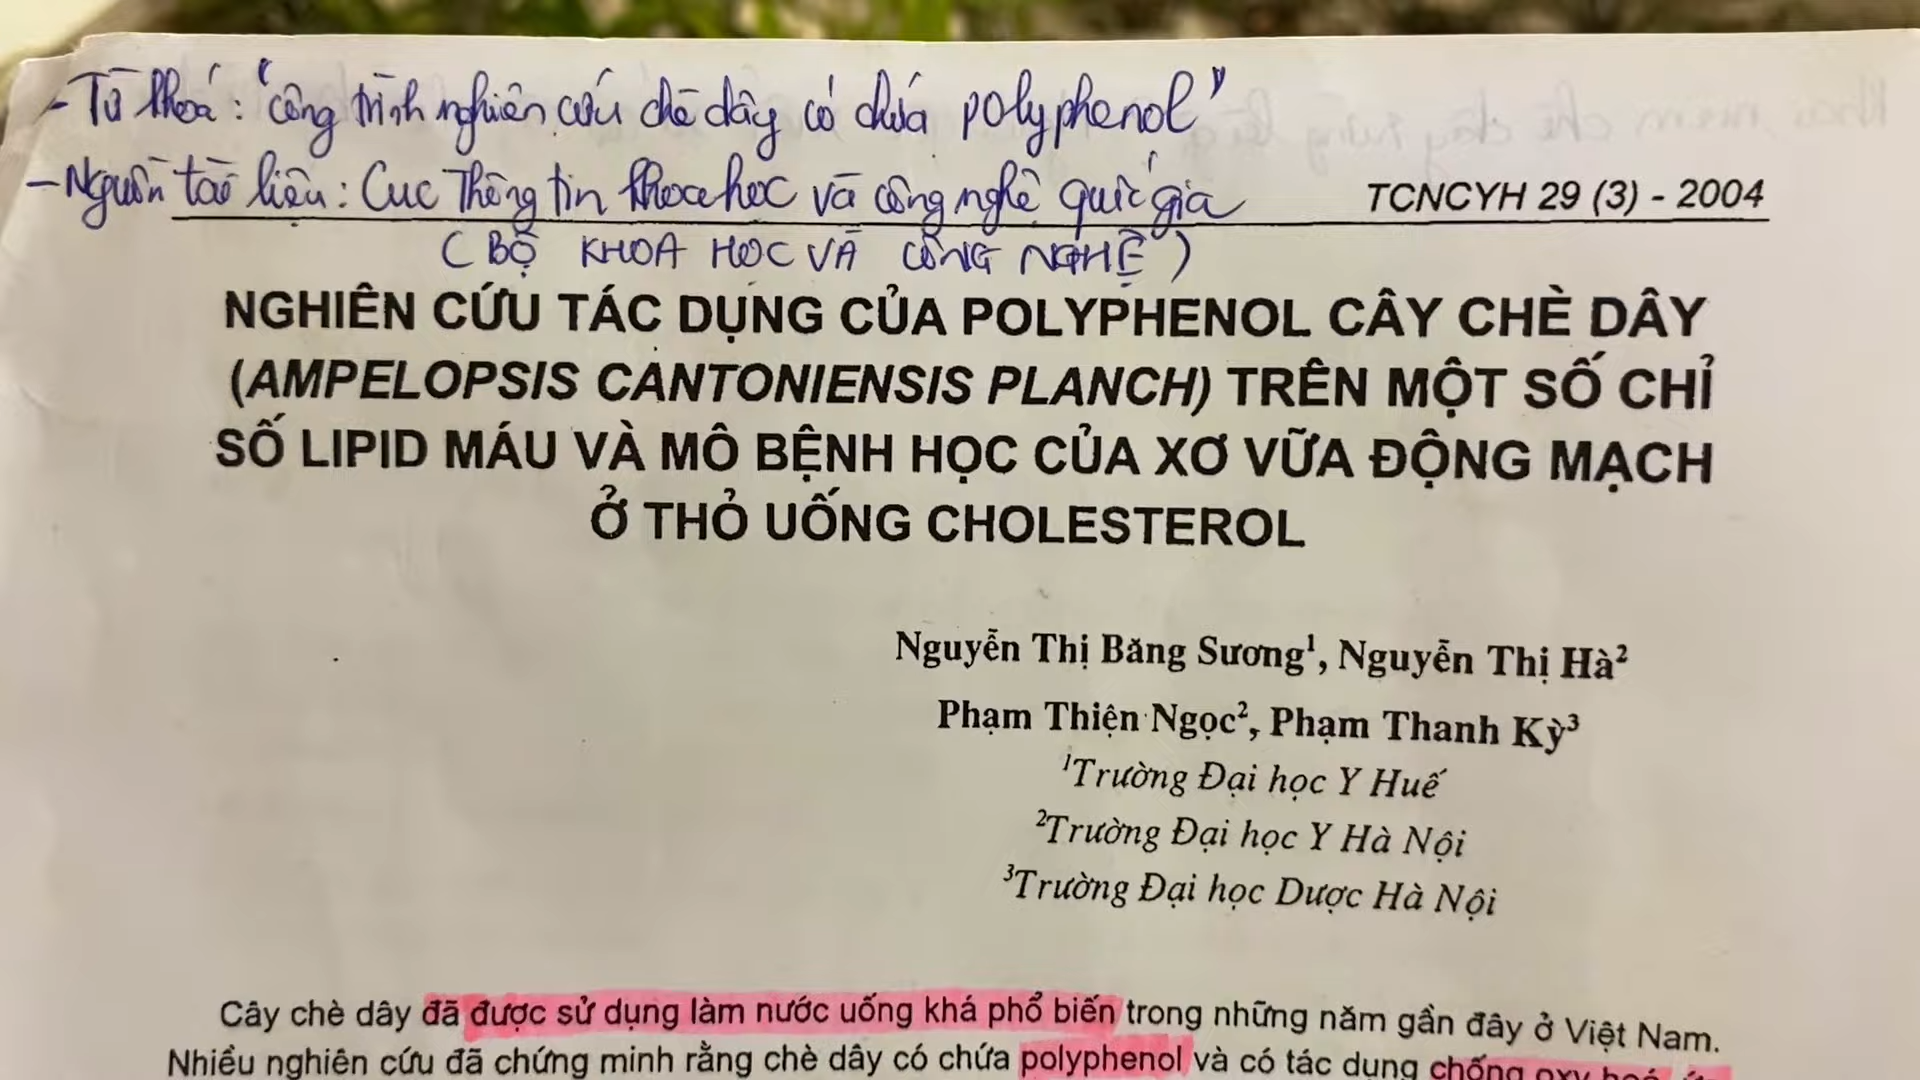 - Từ khoá: "công trình nghiên cứu chè dây có chứa polyphenol"
- Nguồn tài liệu: Cục Thông tin khoa học và công nghệ quốc gia
TCNCYH 29 (3) - 2004
(BỘ KHOA HỌC VÀ CÔNG NGHỆ)
NGHIÊN CỨU TÁC DỤNG CỦA POLYPHENOL CÂY CHÈ DÂY
(AMPELOPSIS CANTONIENSIS PLANCH) TRÊN MỘT SỐ CHỈ
SỐ LIPID MÁU VÀ MÔ BỆNH HỌC CỦA XƠ VỮA ĐỘNG MẠCH
Ở THỎ UỐNG CHOLESTEROL
Nguyễn Thị Băng Sương¹, Nguyễn Thị Hà²
Phạm Thiện Ngọc², Phạm Thanh Kỳ³
¹Trường Đại học Y Huế
²Trường Đại học Y Hà Nội
³Trường Đại học Dược Hà Nội
Cây chè dây đã được sử dụng làm nước uống khá phổ biến trong những năm gần đây ở Việt Nam.
Nhiều nghiên cứu đã chứng minh rằng chè dây có chứa polyphenol và có tác dụng chống oxy hoá